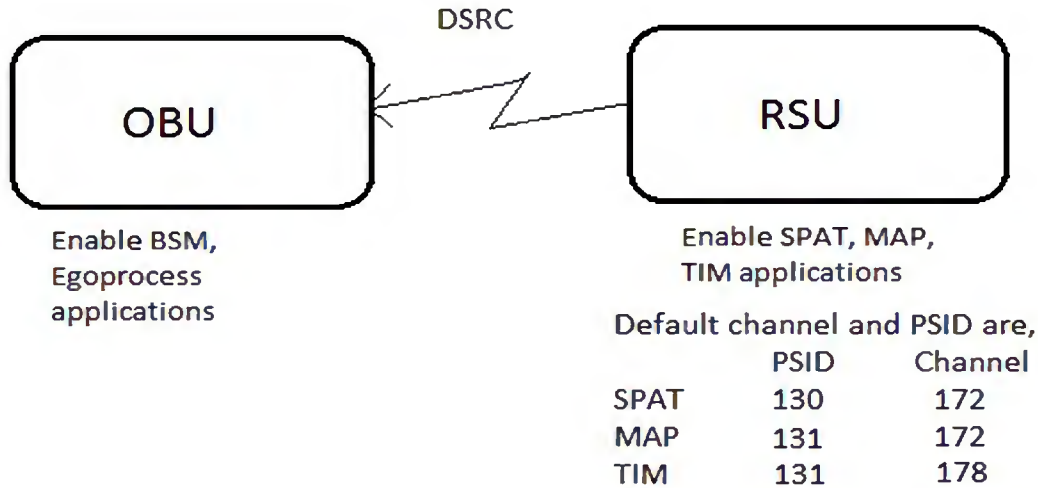 DSRC
OBU
RSU
Enable BSM,
Egoprocess
applications
Enable SPAT, MAP,
TIM applications
Default channel and PSID are,
PSID Channel
SPAT 130 172
MAP 131 172
TIM 131 178